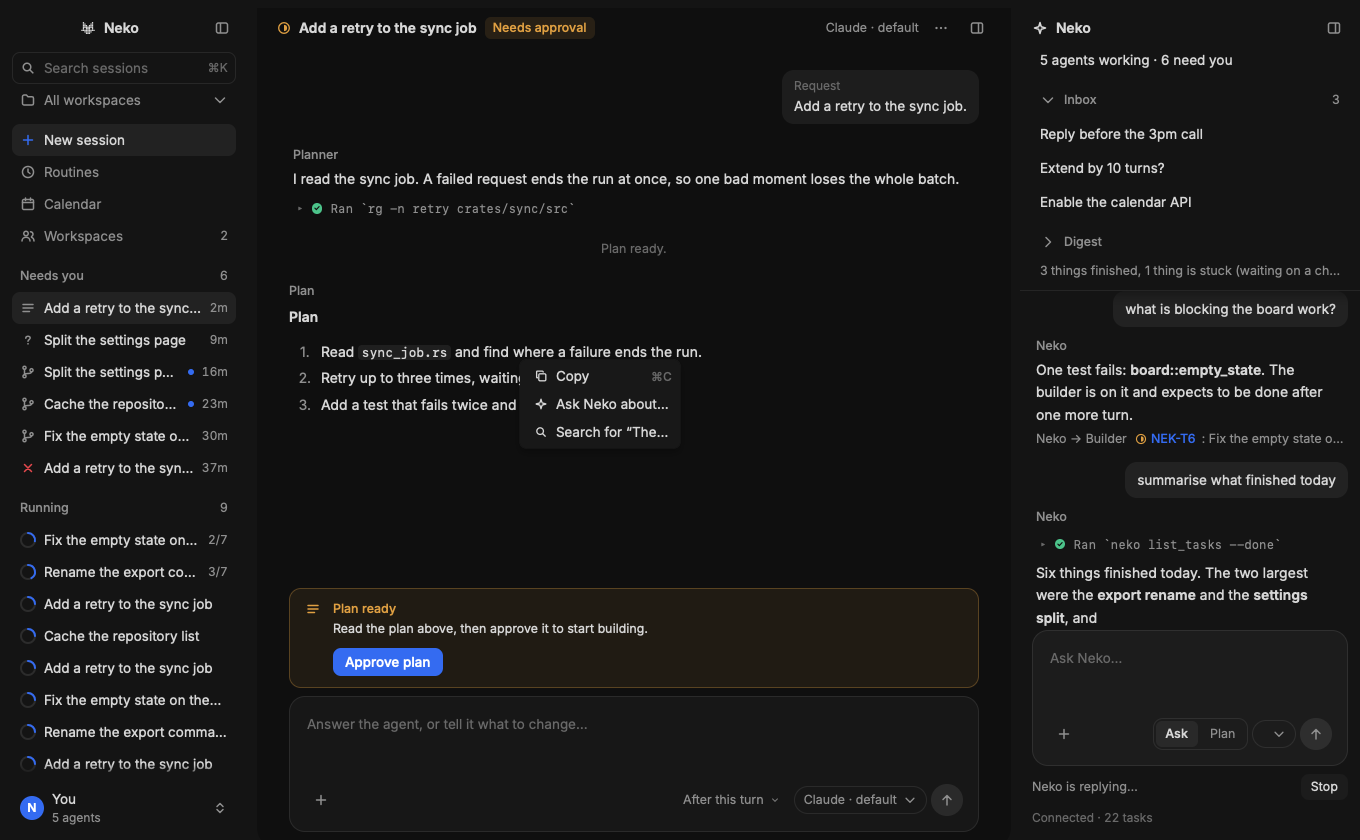 Neko
Search sessions ⌘K
All workspaces
New session
Routines
Calendar
Workspaces 2
Needs you 6
Add a retry to the sync... 2m
? Split the settings page 9m
Split the settings p... 16m
Cache the reposito... 23m
Fix the empty state o... 30m
Add a retry to the syn... 37m
Running 9
Fix the empty state on... 2/7
Rename the export co... 3/7
Add a retry to the sync job
Cache the repository list
Add a retry to the sync job
Fix the empty state on the...
Rename the export comma...
Add a retry to the sync job
N
You
5 agents
Add a retry to the sync job Needs approval Claude · default ···
Request
Add a retry to the sync job.
Planner
I read the sync job. A failed request ends the run at once, so one bad moment loses the whole batch.
Ran `rg -n retry crates/sync/src`
Plan ready.
Plan
Plan
1. Read sync_job.rs and find where a failure ends the run.
2. Retry up to three times, waiting
3. Add a test that fails twice and
Copy ⌘C
Ask Neko about...
Search for “The...
Plan ready
Read the plan above, then approve it to start building.
Approve plan
Answer the agent, or tell it what to change...
After this turn Claude · default
Neko
5 agents working · 6 need you
Inbox 3
Reply before the 3pm call
Extend by 10 turns?
Enable the calendar API
Digest
3 things finished, 1 thing is stuck (waiting on a ch...
what is blocking the board work?
Neko
One test fails: board::empty_state. The
builder is on it and expects to be done after
one more turn.
Neko → Builder NEK-T6 : Fix the empty state o...
summarise what finished today
Neko
Ran `neko list_tasks --done`
Six things finished today. The two largest
were the export rename and the settings
split, and
Ask Neko...
Ask Plan
Neko is replying... Stop
Connected · 22 tasks